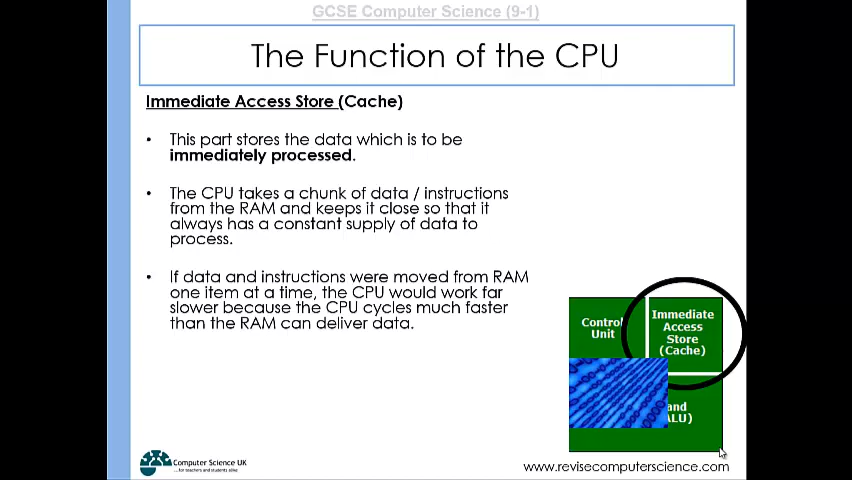 GCSE Computer Science (9-1)
The Function of the CPU
Immediate Access Store (Cache)
• This part stores the data which is to be
immediately processed.
• The CPU takes a chunk of data / instructions
from the RAM and keeps it close so that it
always has a constant supply of data to
process.
• If data and instructions were moved from RAM
one item at a time, the CPU would work far
slower because the CPU cycles much faster
than the RAM can deliver data.
Control
Unit
Immediate
Access
Store
(Cache)
and
ALU)
Computer Science UK
...for teachers and students alike
www.revisecomputerscience.com